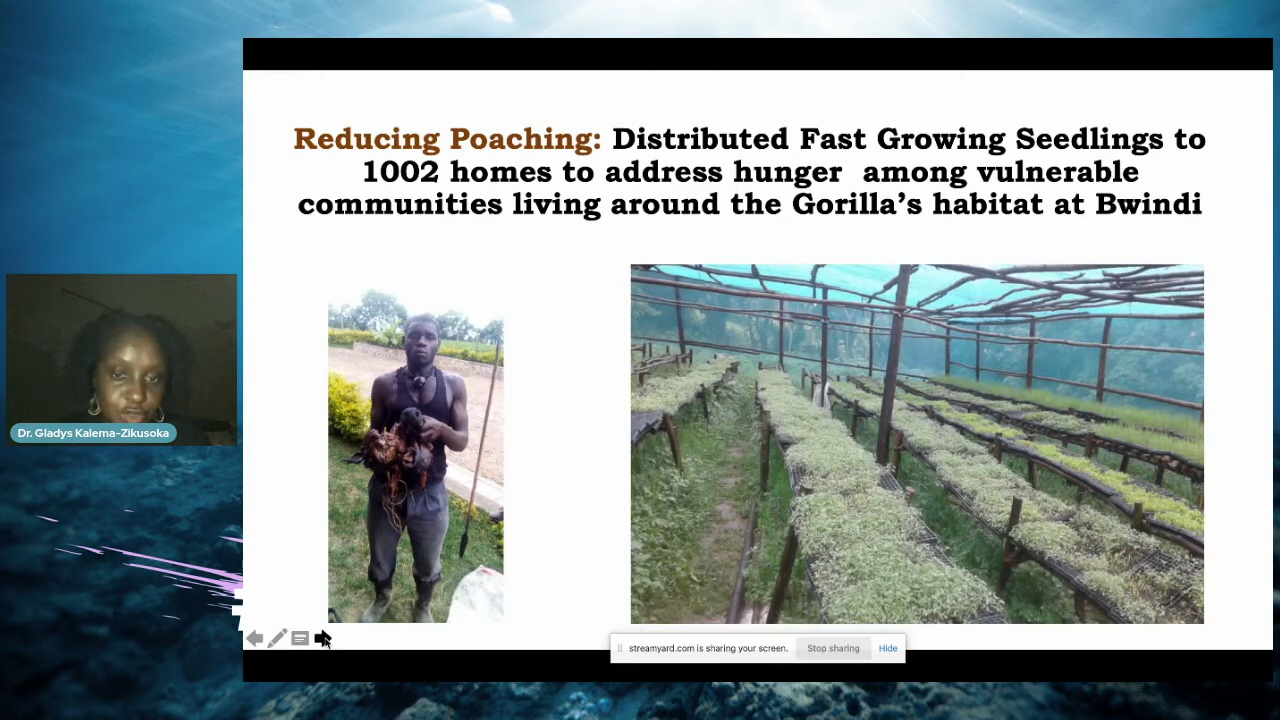 Reducing Poaching: Distributed Fast Growing Seedlings to
1002 homes to address hunger among vulnerable
communities living around the Gorilla’s habitat at Bwindi
Dr. Gladys Kalema-Zikusoka
streamyard.com is sharing your screen. Stop sharing Hide